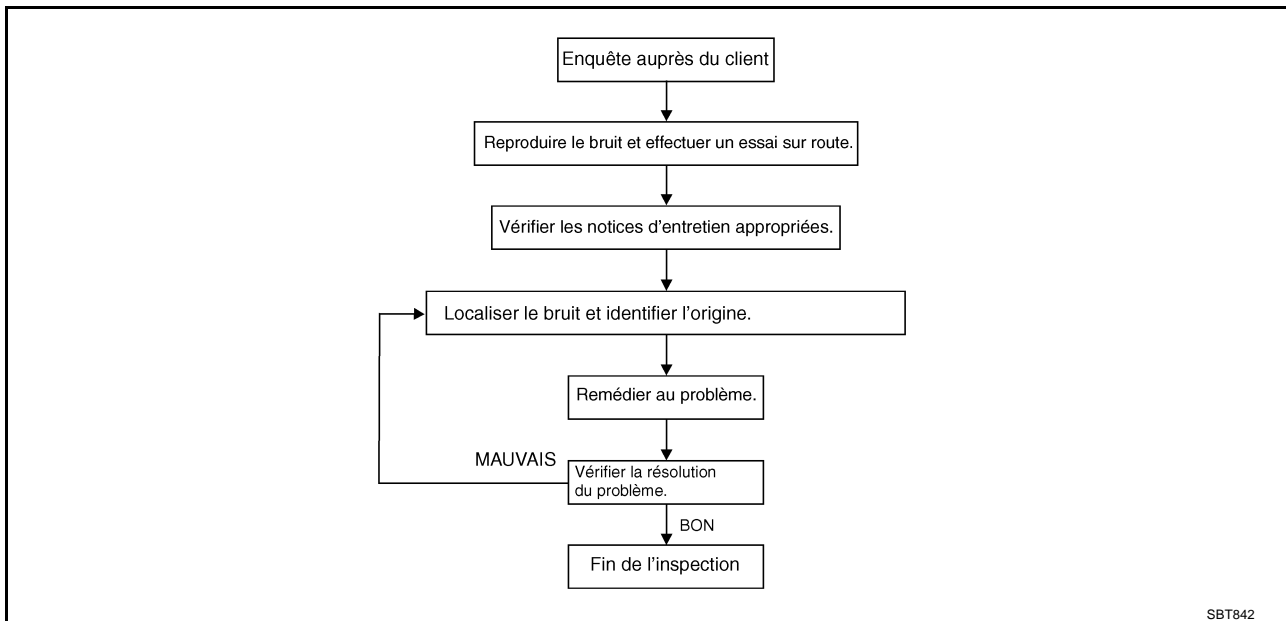 Enquête auprès du client
Reproduire le bruit et effectuer un essai sur route.
Vérifier les notices d'entretien appropriées.
Localiser le bruit et identifier l'origine.
Remédier au problème.
MAUVAIS
Vérifier la résolution
du problème.
BON
Fin de l'inspection
SBT842